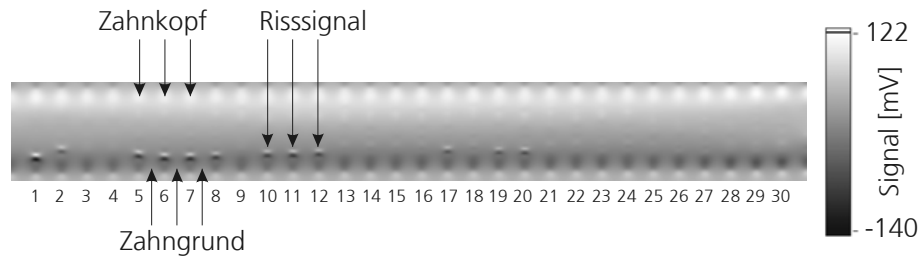 Zahnkopf Risssignal
122
Signal [mV]
-140
1 2 3 4 5 6 7 8 9 10 11 12 13 14 15 16 17 18 19 20 21 22 23 24 25 26 27 28 29 30
Zahngrund